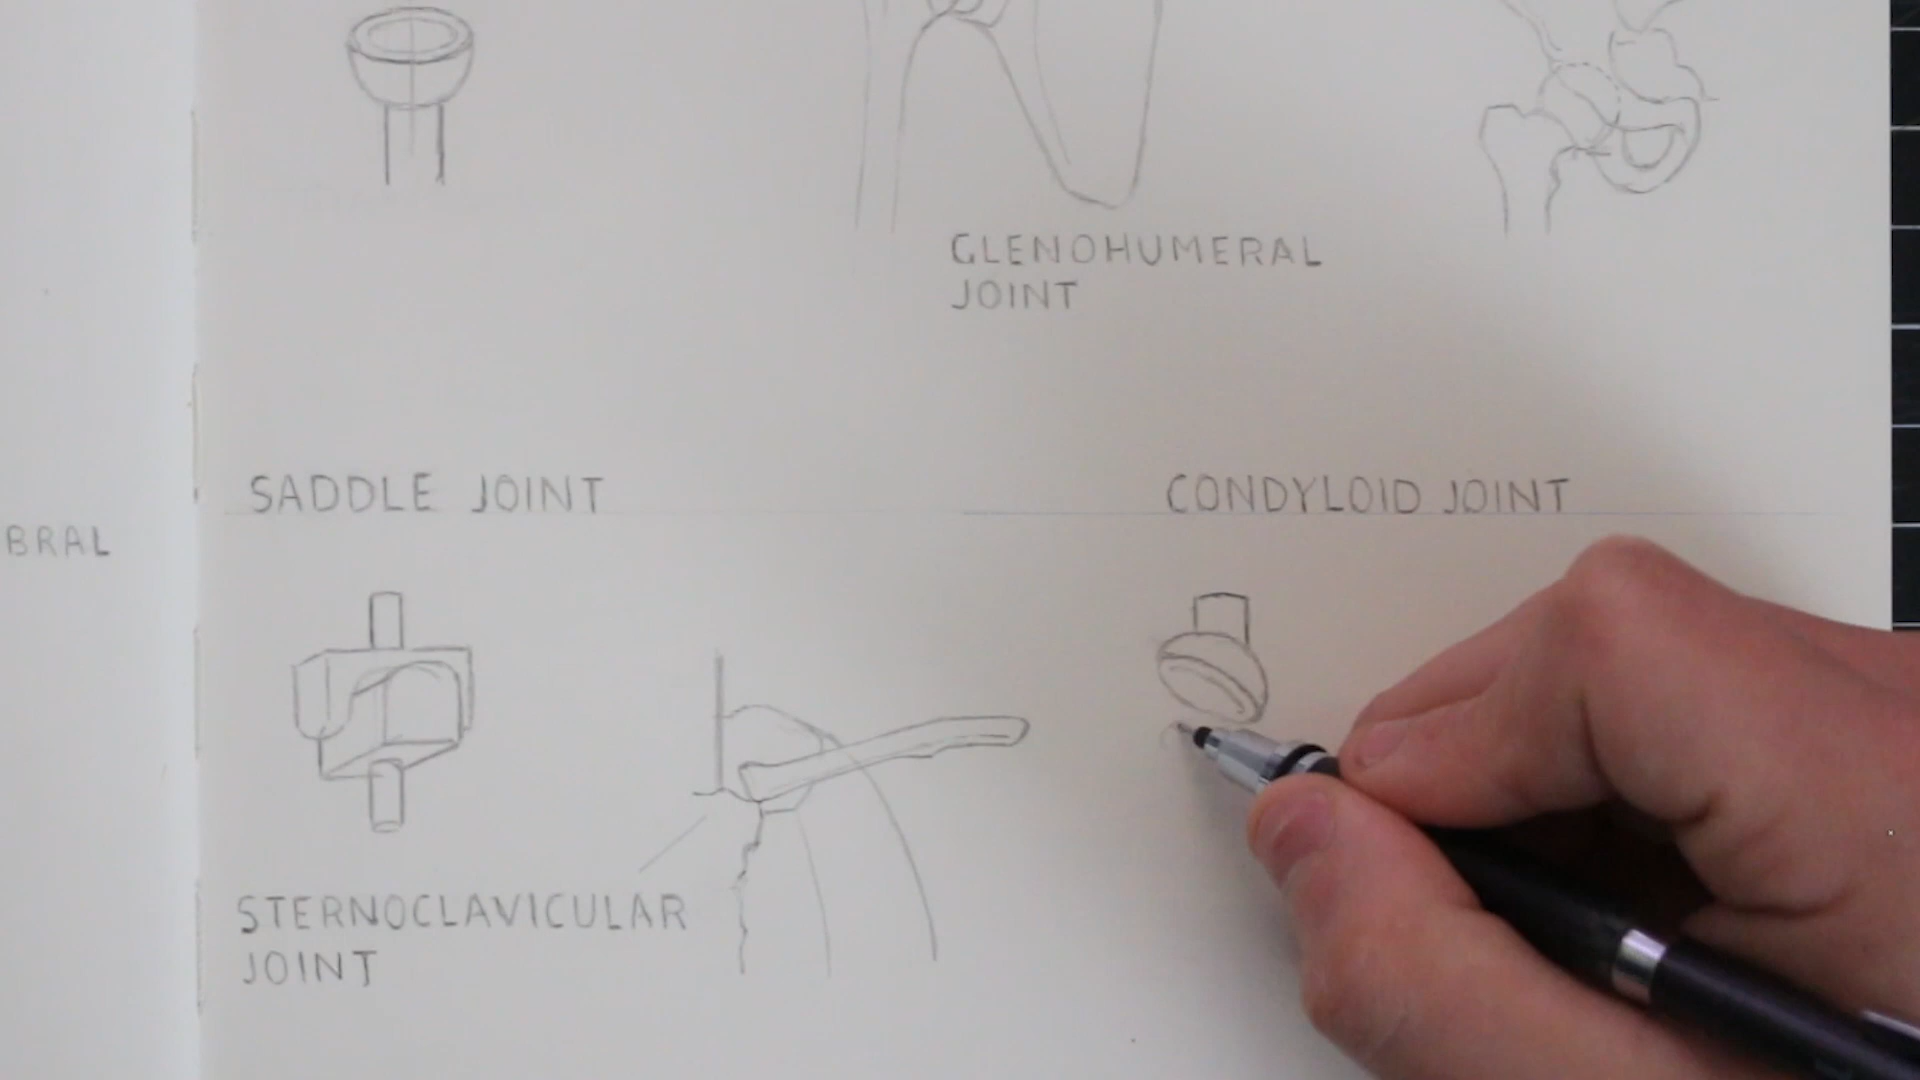 GLENOHUMERAL
JOINT
SADDLE JOINT
CONDYLOID JOINT
BRAL
STERNOCLAVICULAR
JOINT